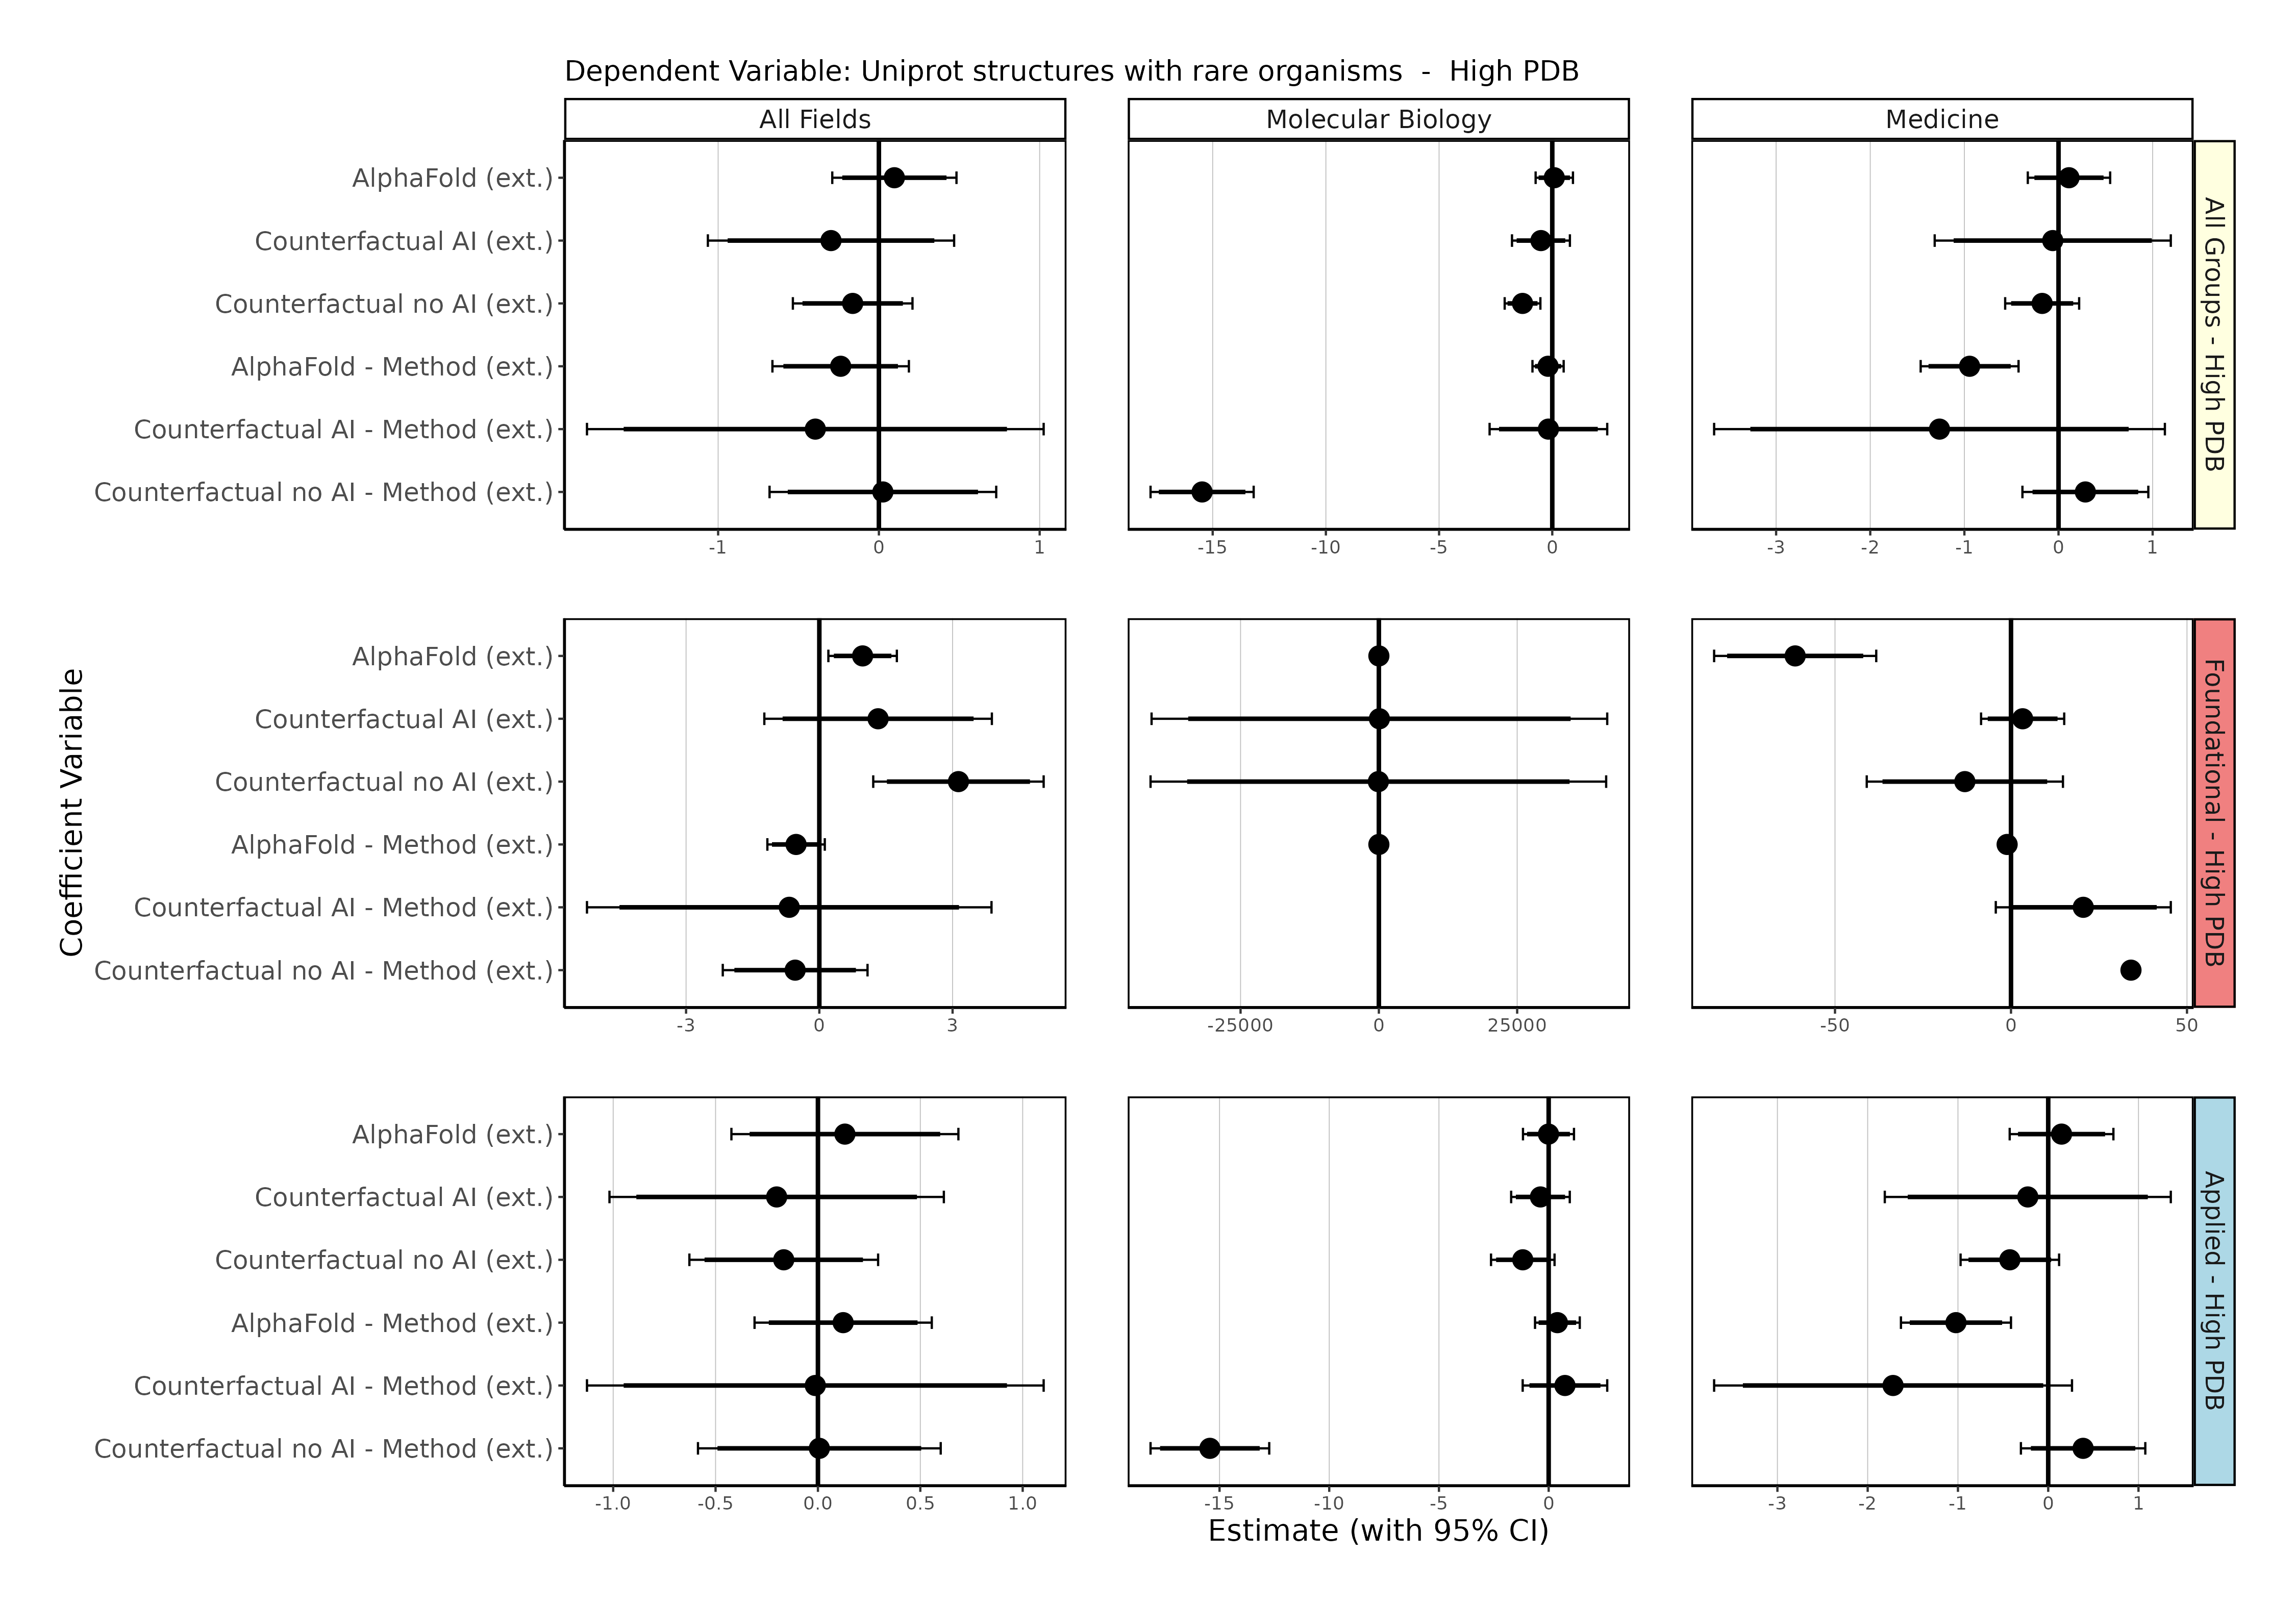 Dependent Variable: Uniprot structures with rare organisms - High PDB
All Fields
Molecular Biology
Medicine
AlphaFold (ext.)
Counterfactual AI (ext.)
Counterfactual no AI (ext.)
AlphaFold - Method (ext.)
Counterfactual AI - Method (ext.)
Counterfactual no AI - Method (ext.)
All Groups - High PDB
-1 0 1
-15 -10 -5 0
-3 -2 -1 0 1
Coefficient Variable
AlphaFold (ext.)
Counterfactual AI (ext.)
Counterfactual no AI (ext.)
AlphaFold - Method (ext.)
Counterfactual AI - Method (ext.)
Counterfactual no AI - Method (ext.)
Foundational - High PDB
-3 0 3
-25000 0 25000
-50 0 50
AlphaFold (ext.)
Counterfactual AI (ext.)
Counterfactual no AI (ext.)
AlphaFold - Method (ext.)
Counterfactual AI - Method (ext.)
Counterfactual no AI - Method (ext.)
Applied - High PDB
-1.0 -0.5 0.0 0.5 1.0
-15 -10 -5 0
-3 -2 -1 0 1
Estimate (with 95% CI)